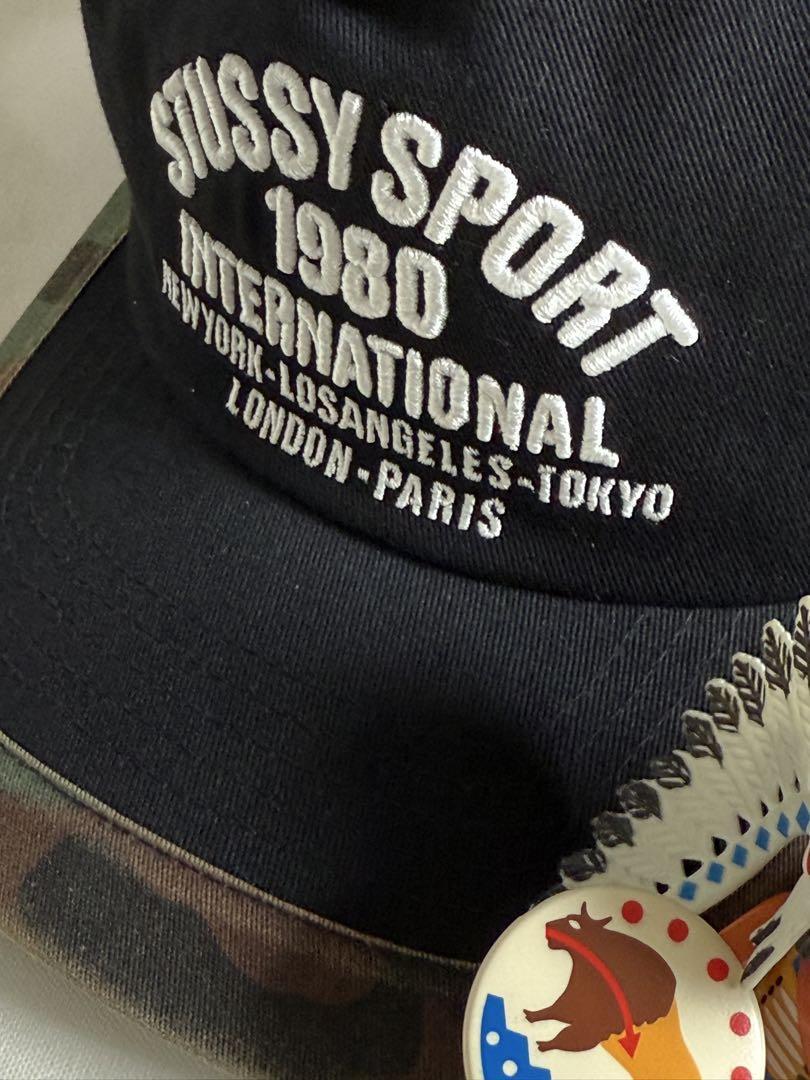 STUSSY SPORT
1980
INTERNATIONAL
NEWYORK-LOSANGELES-TOKYO
LONDON-PARIS